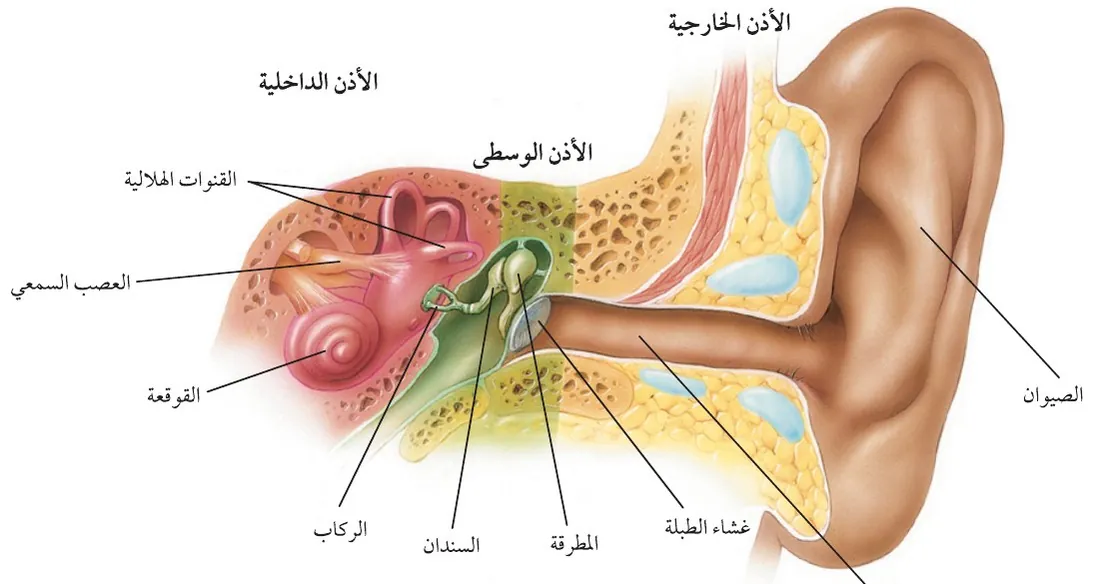 الأذن الخارجية
الأذن الداخلية
الأذن الوسطى
القنوات الهلالية
العصب السمعي
القوقعة
الصيوان
الركاب
السندان
المطرقة
غشاء الطبلة